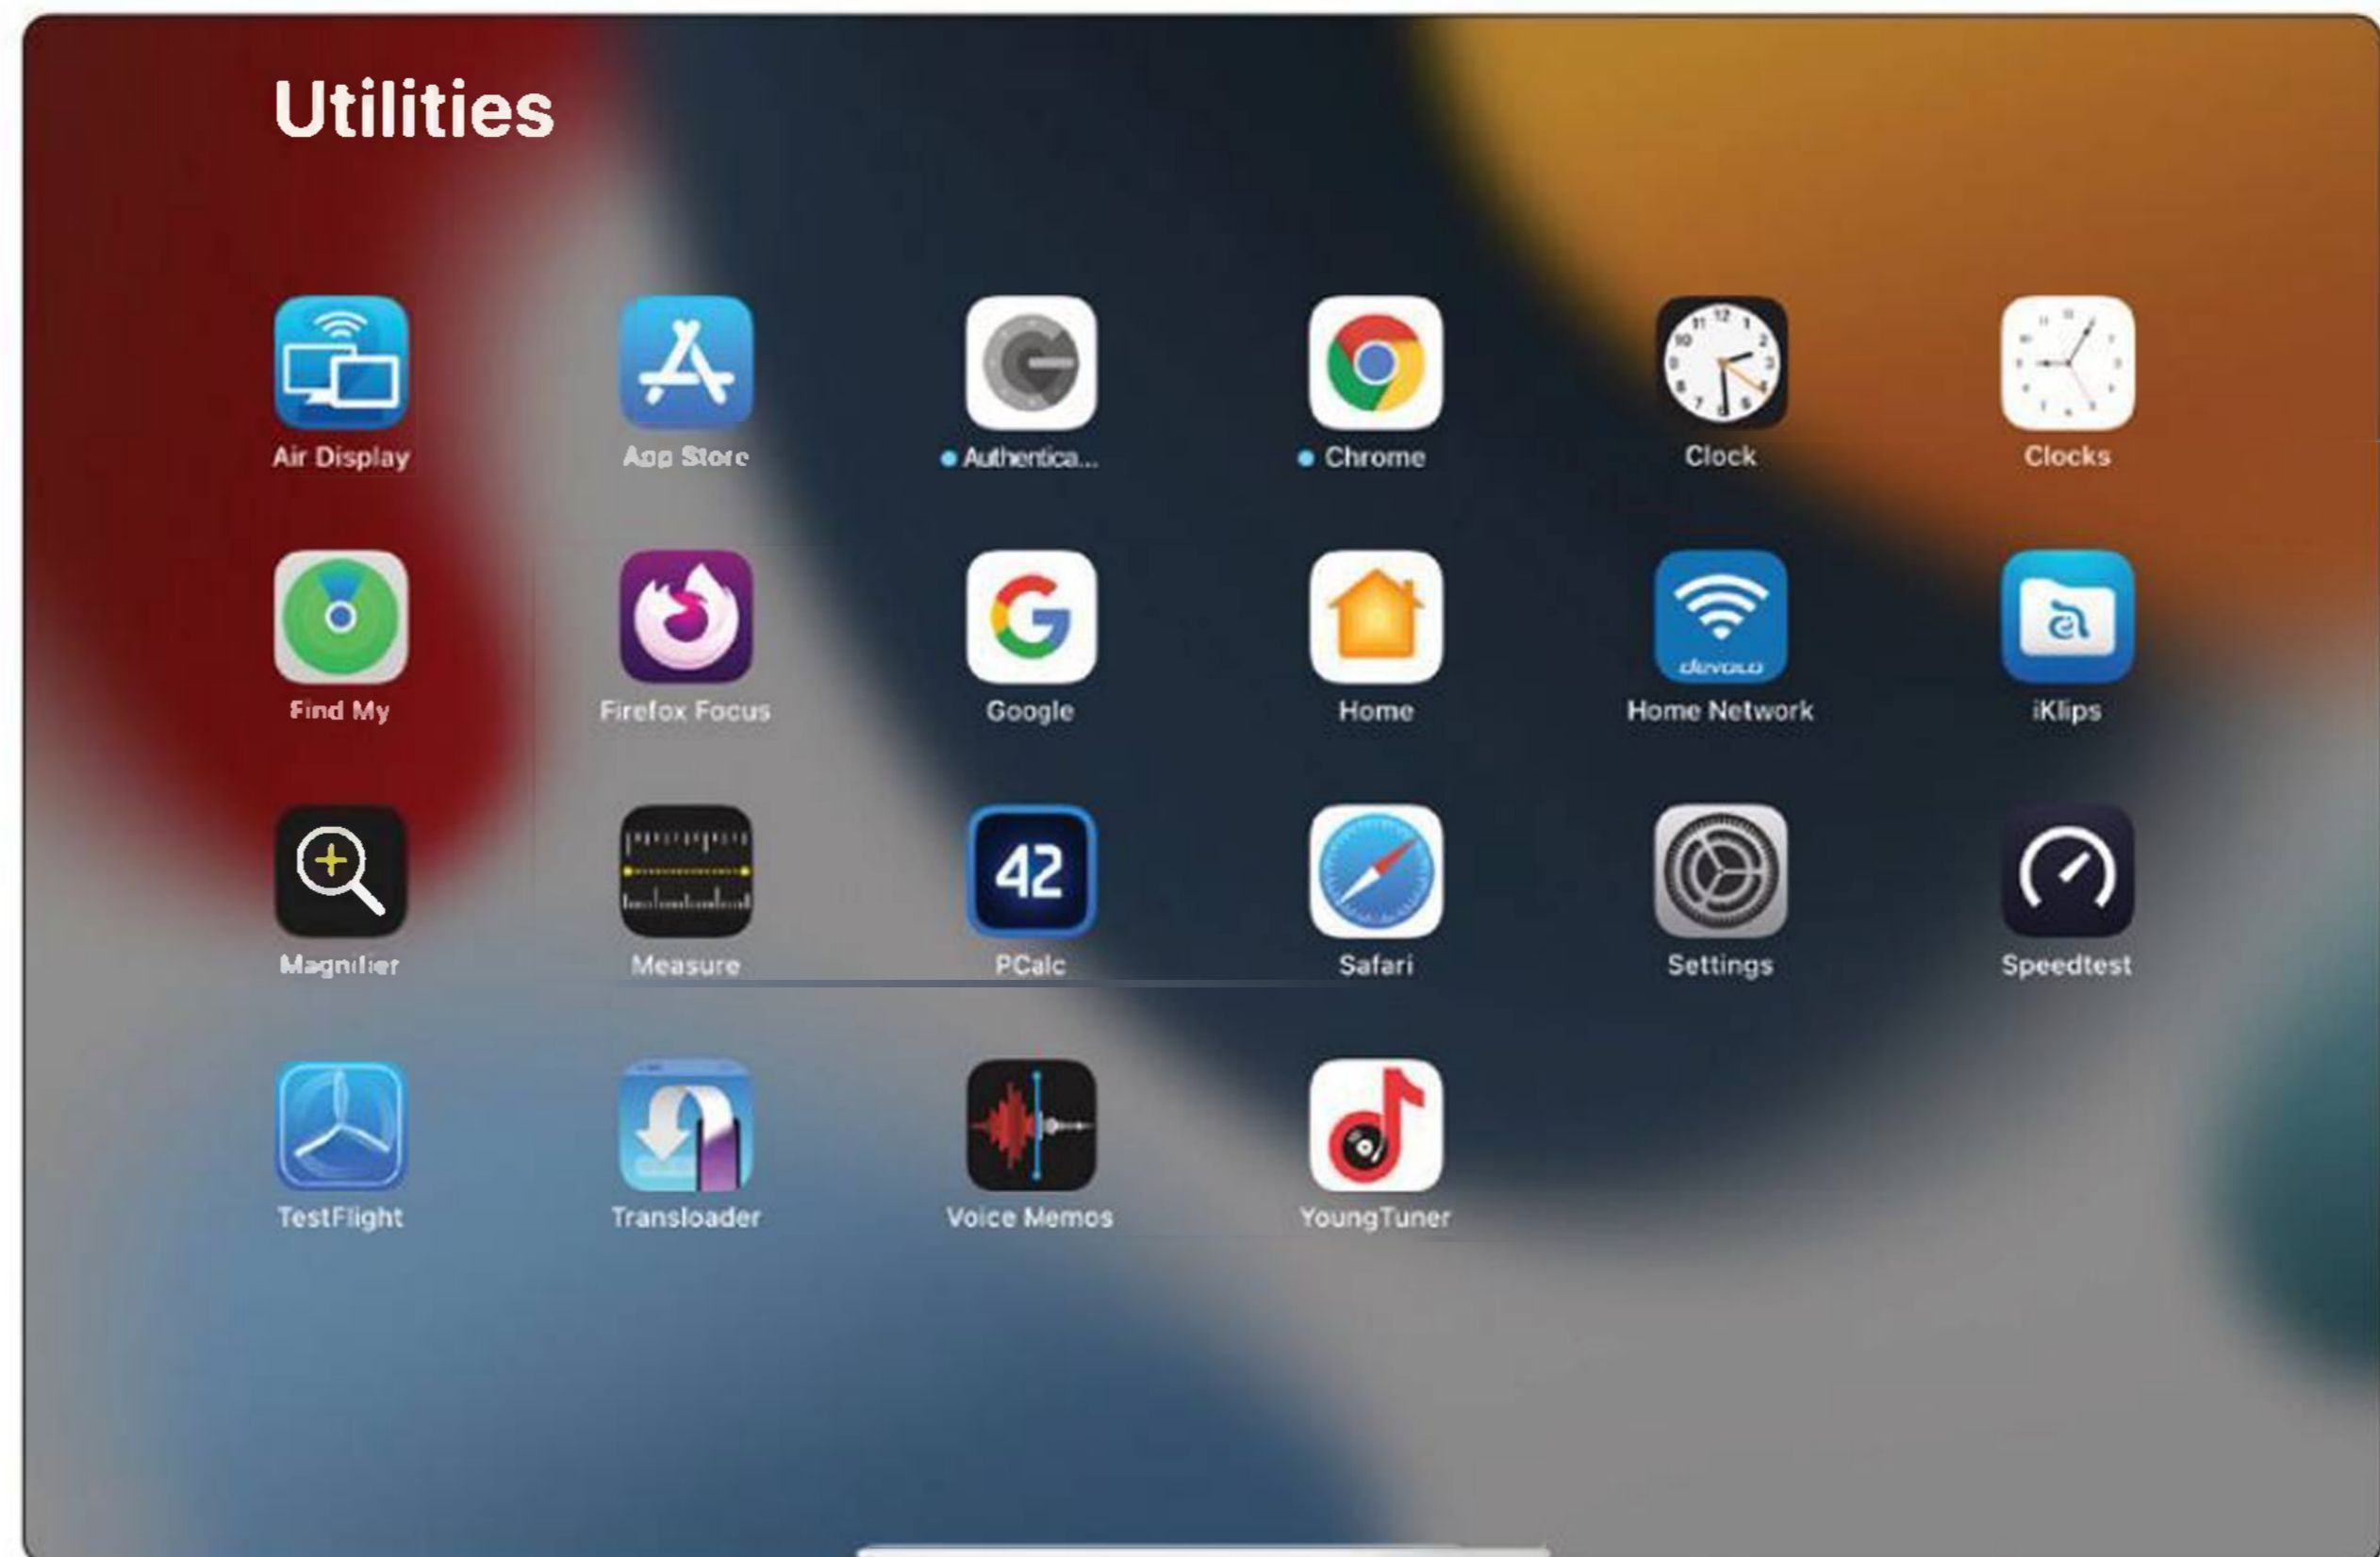 Utilities
Air Display
App Store
Authentica...
Chrome
Clock
Clocks
devolo
Find My
Firefox Focus
Google
Home
Home Network
iKlips
42
Magnifier
Measure
PCalc
Safari
Settings
Speedtest
TestFlight
Transloader
Voice Memos
YoungTuner